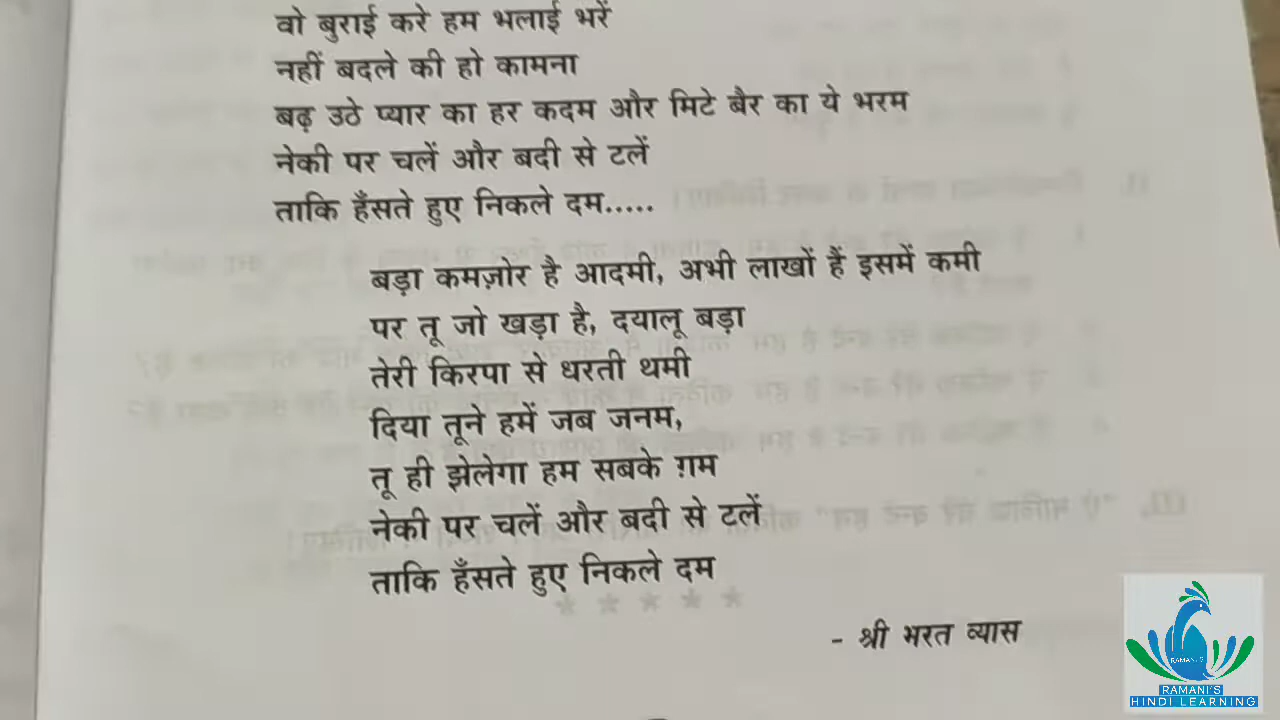 वो बुराई करे हम भलाई भरें
नहीं बदले की हो कामना
बढ़ उठे प्यार का हर कदम और मिटे बैर का ये भरम
नेकी पर चलें और बदी से टलें
ताकि हँसते हुए निकले दम.....
बड़ा कमज़ोर है आदमी, अभी लाखों हैं इसमें कमी
पर तू जो खड़ा है, दयालू बड़ा
तेरी किरपा से धरती थमी
दिया तूने हमें जब जनम,
तू ही झेलेगा हम सबके ग़म
नेकी पर चलें और बदी से टलें
ताकि हँसते हुए निकले दम
- श्री भरत व्यास
RAMANI'S
RAMANI'S
HINDI LEARNING